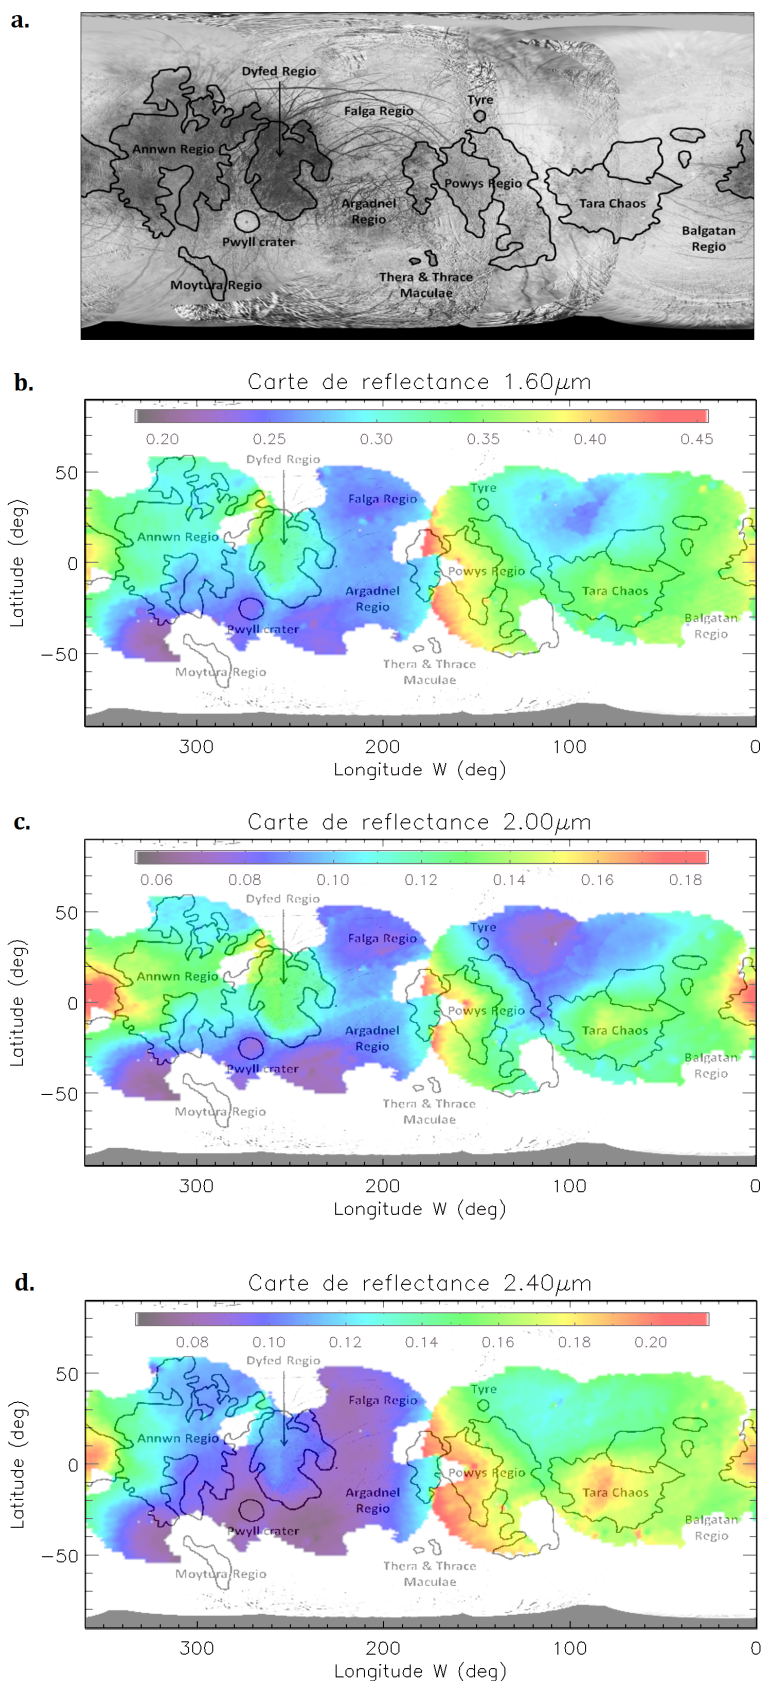 a.
Dyfed Regio
Falga Regio
Tyre
Annwn Regio
Powys Regio
Argadnel
Regio
Tara Chaos
Balgatan
Regio
Pwyll crater
Moytura Regio
Thera & Thrace
Maculae
b.
Carte de reflectance 1.60μm
0.20 0.25 0.30 0.35 0.40 0.45
Dyfed Regio
Falga Regio
Tyre
Annwn Regio
Powys Regio
Argadnel
Regio
Tara Chaos
Balgatan
Regio
Pwyll crater
Moytura Regio
Thera & Thrace
Maculae
50
0
−50
Latitude (deg)
300 200 100 0
Longitude W (deg)
c.
Carte de reflectance 2.00μm
0.06 0.08 0.10 0.12 0.14 0.16 0.18
Dyfed Regio
Falga Regio
Tyre
Annwn Regio
Powys Regio
Argadnel
Regio
Tara Chaos
Balgatan
Regio
Pwyll crater
Moytura Regio
Thera & Thrace
Maculae
50
0
−50
Latitude (deg)
300 200 100 0
Longitude W (deg)
d.
Carte de reflectance 2.40μm
0.08 0.10 0.12 0.14 0.16 0.18 0.20
Dyfed Regio
Falga Regio
Tyre
Annwn Regio
Powys Regio
Argadnel
Regio
Tara Chaos
Balgatan
Regio
Pwyll crater
Moytura Regio
Thera & Thrace
Maculae
50
0
−50
Latitude (deg)
300 200 100 0
Longitude W (deg)